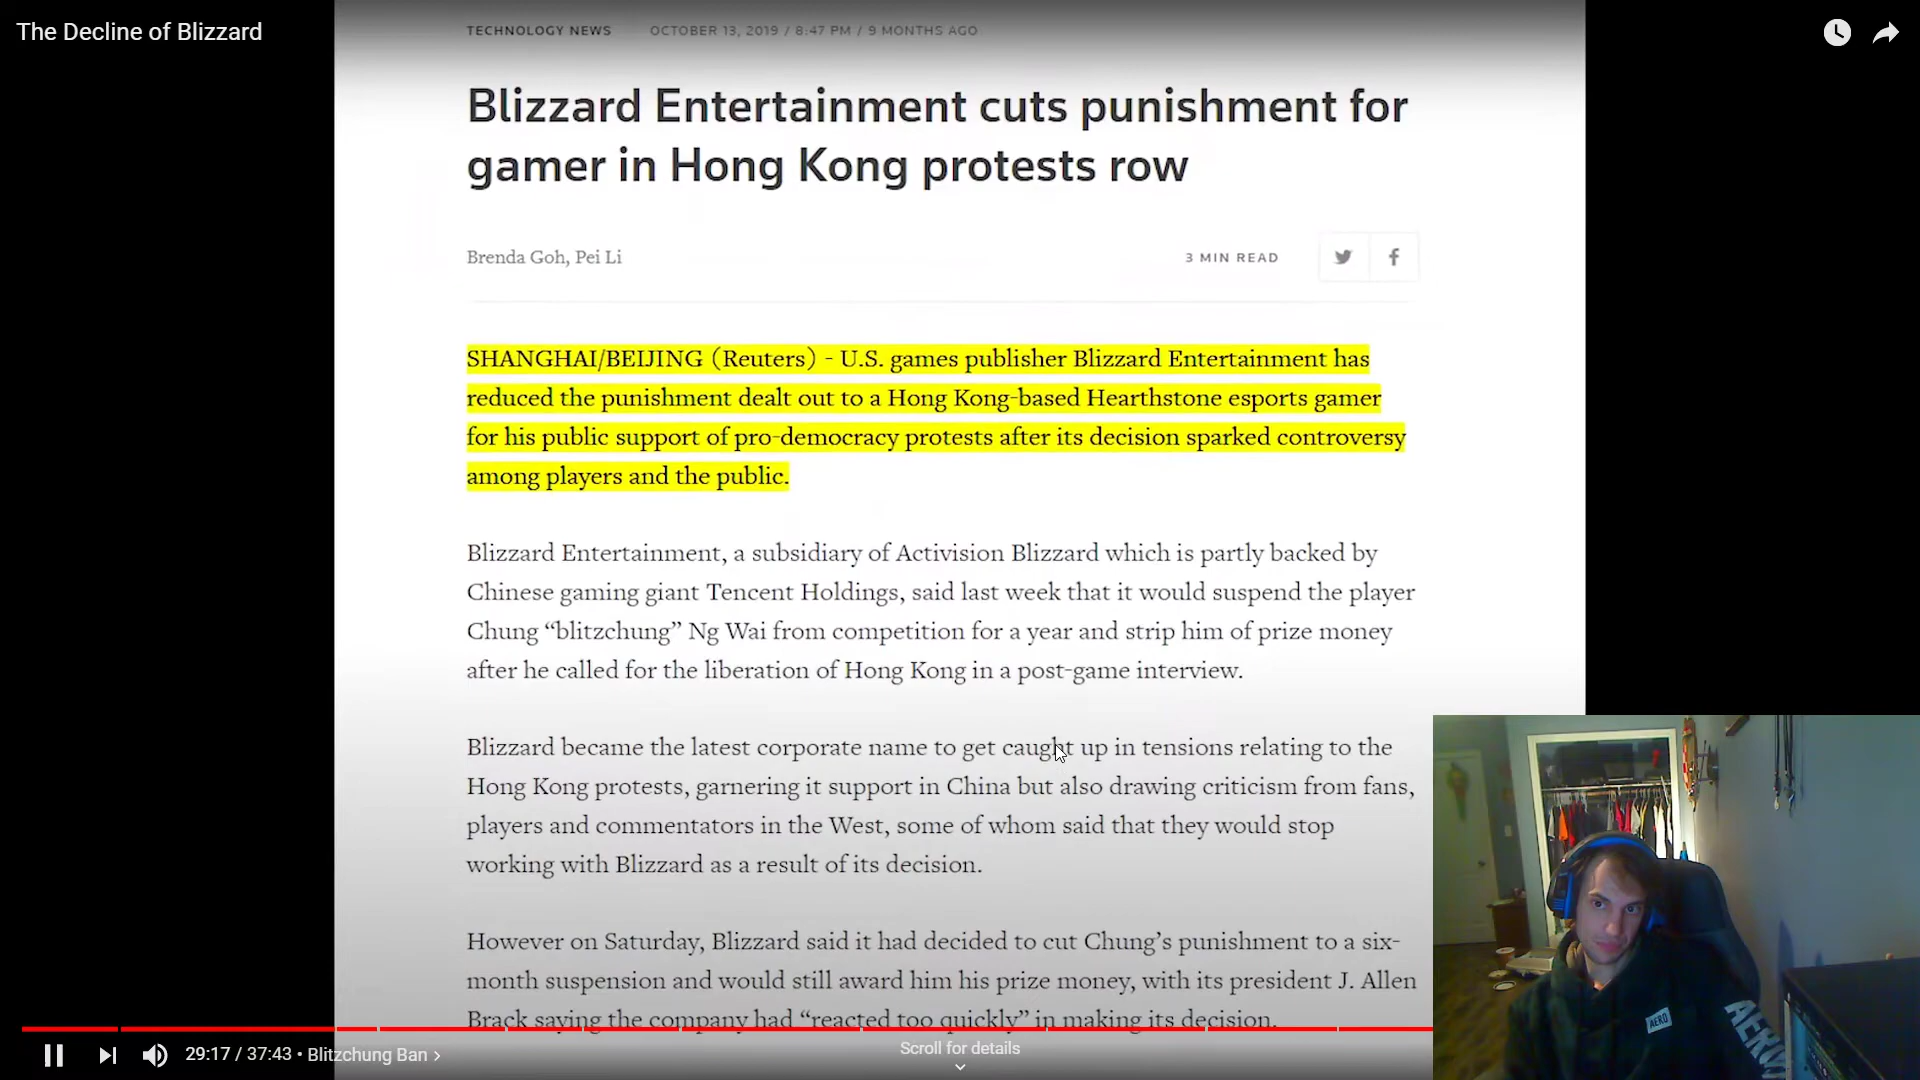 The Decline of Blizzard
TECHNOLOGY NEWS OCTOBER 13, 2019 / 8:47 PM / 9 MONTHS AGO
Blizzard Entertainment cuts punishment for
gamer in Hong Kong protests row
Brenda Goh, Pei Li
3 MIN READ
SHANGHAI/BEIJING (Reuters) - U.S. games publisher Blizzard Entertainment has
reduced the punishment dealt out to a Hong Kong-based Hearthstone esports gamer
for his public support of pro-democracy protests after its decision sparked controversy
among players and the public.
Blizzard Entertainment, a subsidiary of Activision Blizzard which is partly backed by
Chinese gaming giant Tencent Holdings, said last week that it would suspend the player
Chung “blitzchung” Ng Wai from competition for a year and strip him of prize money
after he called for the liberation of Hong Kong in a post-game interview.
Blizzard became the latest corporate name to get caught up in tensions relating to the
Hong Kong protests, garnering it support in China but also drawing criticism from fans,
players and commentators in the West, some of whom said that they would stop
working with Blizzard as a result of its decision.
However on Saturday, Blizzard said it had decided to cut Chung’s punishment to a six-
month suspension and would still award him his prize money, with its president J. Allen
Brack saying the company had “reacted too quickly” in making its decision.
29:17 / 37:43 • Blitzchung Ban ›
Scroll for details
AERO